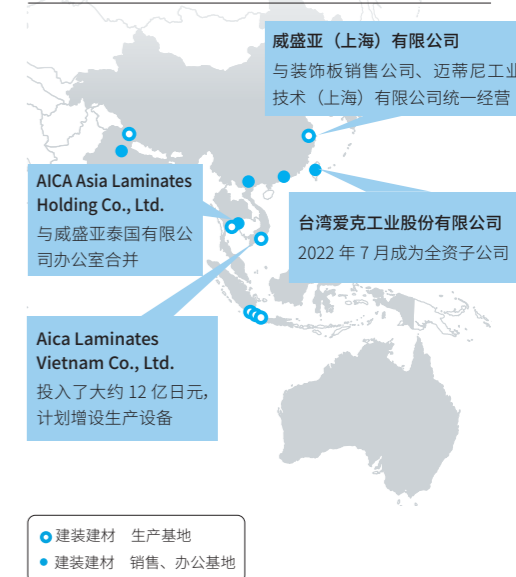 威盛亚（上海）有限公司
与装饰板销售公司、迈蒂尼工业
技术（上海）有限公司统一经营
AICA Asia Laminates
Holding Co., Ltd.
与威盛亚泰国有限公
司办公室合并
台湾爱克工业股份有限公司
2022 年 7 月成为全资子公司
Aica Laminates
Vietnam Co., Ltd.
投入了大约 12 亿日元，
计划增设生产设备
建装建材 生产基地
建装建材 销售、办公基地